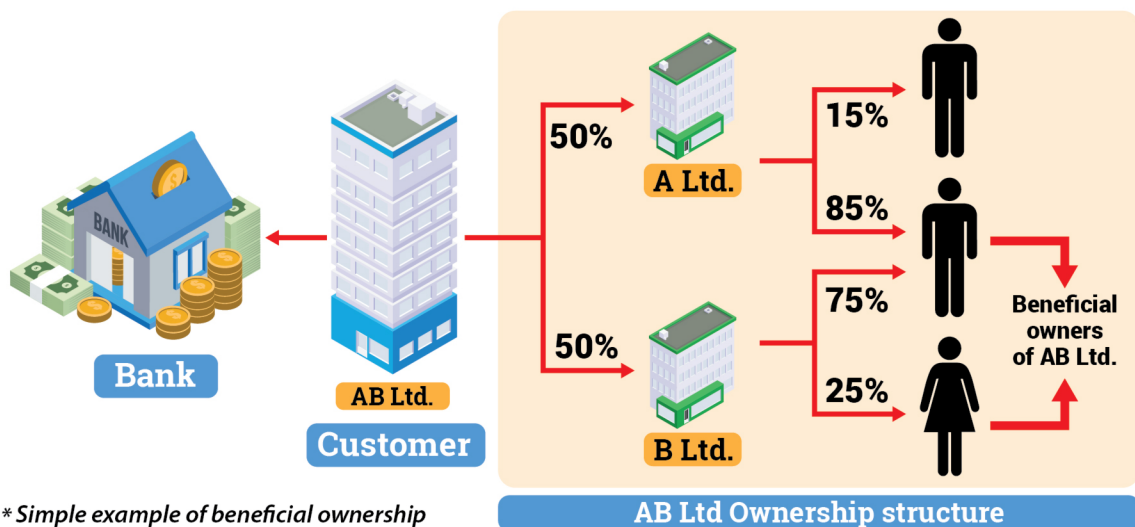 BANK
Bank
AB Ltd.
Customer
50%
50%
A Ltd.
B Ltd.
15%
85%
75%
25%
Beneficial
owners
of AB Ltd.
* Simple example of beneficial ownership
AB Ltd Ownership structure